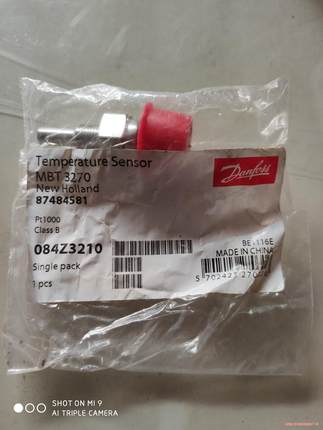 Temperature Sensor
MBT 3270
New Holland
87484581
Danfoss
Pt1000
Class B
084Z3210
Single pack
1 pcs
MADE IN CHINA
SHOT ON MI 9
AI TRIPLE CAMERA